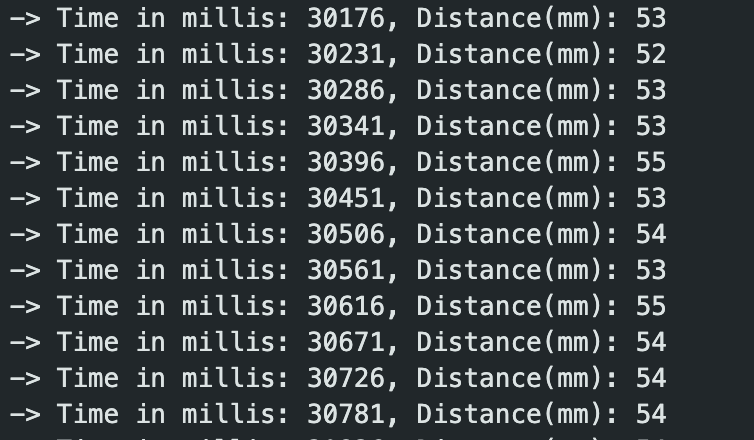 -> Time in millis: 30176, Distance(mm): 53
-> Time in millis: 30231, Distance(mm): 52
-> Time in millis: 30286, Distance(mm): 53
-> Time in millis: 30341, Distance(mm): 53
-> Time in millis: 30396, Distance(mm): 55
-> Time in millis: 30451, Distance(mm): 53
-> Time in millis: 30506, Distance(mm): 54
-> Time in millis: 30561, Distance(mm): 53
-> Time in millis: 30616, Distance(mm): 55
-> Time in millis: 30671, Distance(mm): 54
-> Time in millis: 30726, Distance(mm): 54
-> Time in millis: 30781, Distance(mm): 54